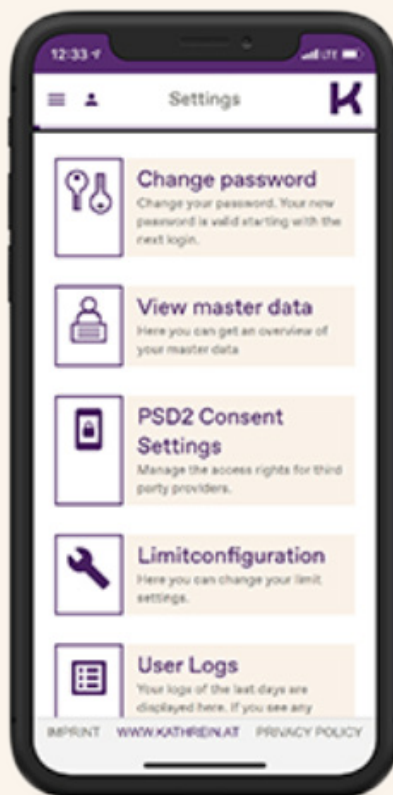 12:33
LTE
Settings
K
Change password
Change your password. Your new
password is valid starting with the
next login.
View master data
Here you can get an overview of
your master data
PSD2 Consent
Settings
Manage the access rights for third
party providers.
Limitconfiguration
Here you can change your limit
settings.
User Logs
Your logs of the last days are
displayed here. If you see any
IMPRINT WWW.KATHREIN.AT PRIVACY POLICY